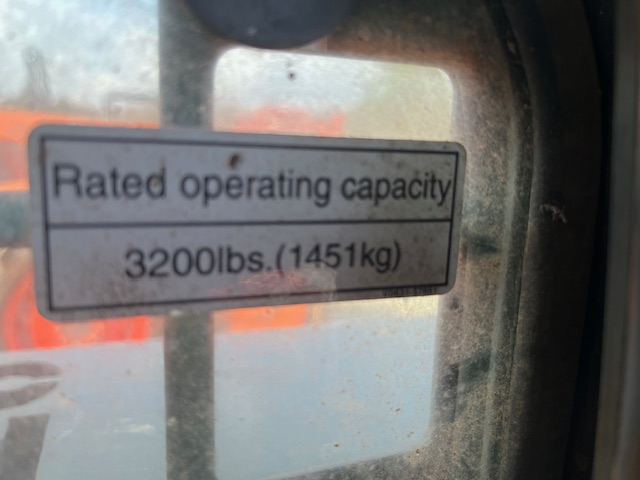 Rated operating capacity
3200lbs.(1451kg)